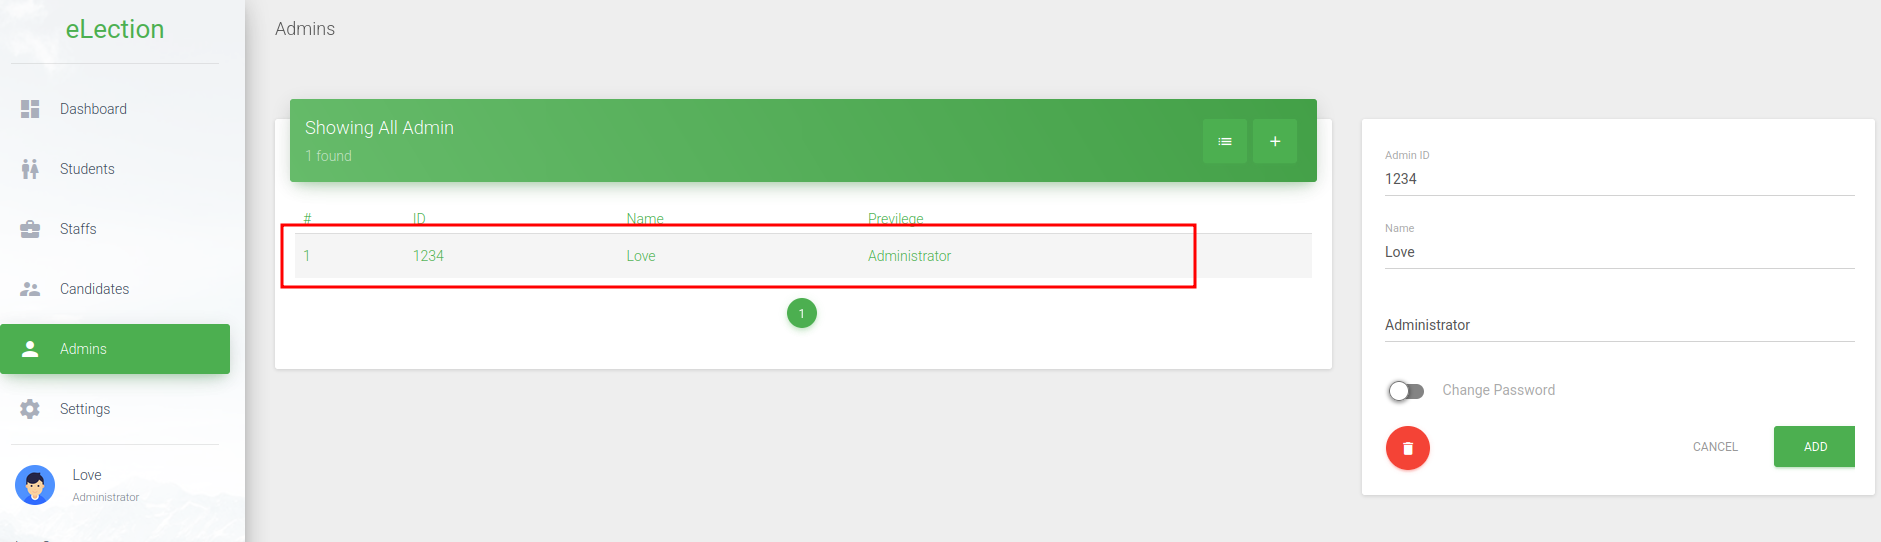 eLection
Dashboard
Students
Staffs
Candidates
Admins
Settings
Love
Administrator
Admins
Showing All Admin
1 found
# ID Name Previlege
1 1234 Love Administrator
1
Admin ID
1234
Name
Love
Administrator
Change Password
CANCEL ADD